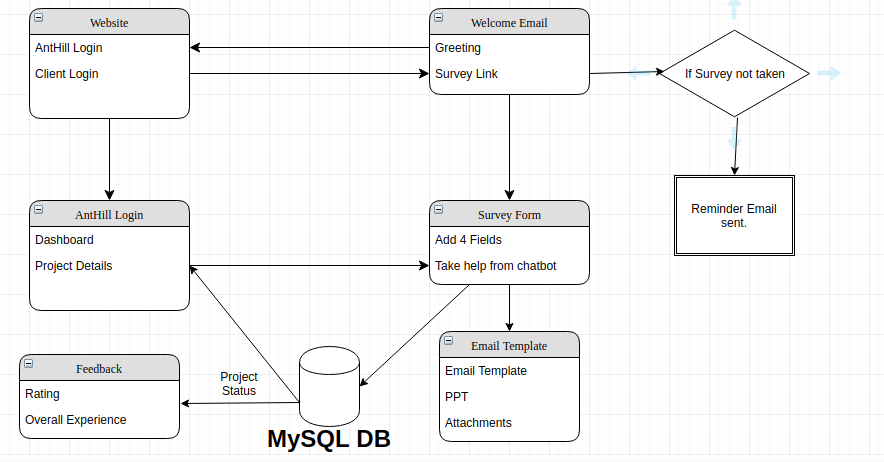 Website
AntHill Login
Client Login
Welcome Email
Greeting
Survey Link
If Survey not taken
Reminder Email
sent.
AntHill Login
Dashboard
Project Details
Survey Form
Add 4 Fields
Take help from chatbot
Feedback
Rating
Overall Experience
Project
Status
MySQL DB
Email Template
Email Template
PPT
Attachments